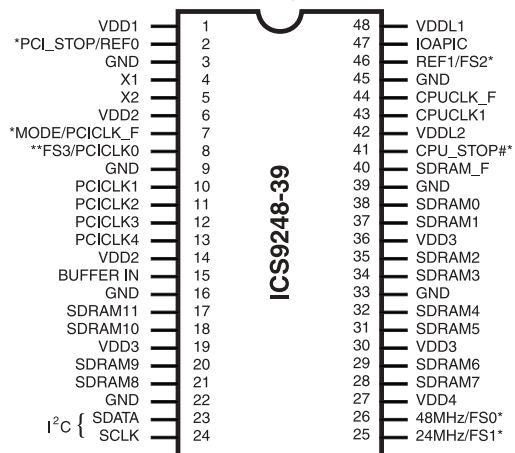 VDD1 1 48 VDDL1
*PCI_STOP/REF0 2 47 IOAPIC
GND 3 46 REF1/FS2*
X1 4 45 GND
X2 5 44 CPUCLK_F
VDD2 6 43 CPUCLK1
*MODE/PCICLK_F 7 42 VDDL2
**FS3/PCICLK0 8 41 CPU_STOP#*
GND 9 40 SDRAM_F
PCICLK1 10 39 GND
PCICLK2 11 38 SDRAM0
PCICLK3 12 37 SDRAM1
PCICLK4 13 36 VDD3
VDD2 14 35 SDRAM2
BUFFER IN 15 34 SDRAM3
GND 16 33 GND
SDRAM11 17 32 SDRAM4
SDRAM10 18 31 SDRAM5
VDD3 19 30 VDD3
SDRAM9 20 29 SDRAM6
SDRAM8 21 28 SDRAM7
GND 22 27 VDD4
I²C { SDATA 23 26 48MHz/FS0*
SCLK 24 25 24MHz/FS1*
ICS9248-39